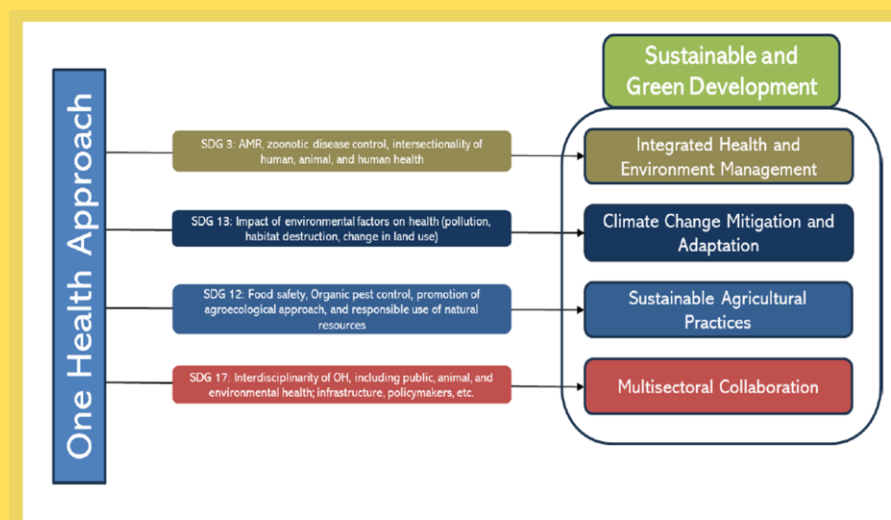 One Health Approach
Sustainable and
Green Development
SDG 3: AMR, zoonotic disease control, intersectionality of
human, animal, and human health
Integrated Health and
Environment Management
SDG 13: Impact of environmental factors on health (pollution,
habitat destruction, change in land use)
Climate Change Mitigation and
Adaptation
SDG 12: Food safety, Organic pest control, promotion of
agroecological approach, and responsible use of natural
resources
Sustainable Agricultural
Practices
SDG 17: Interdisciplinarity of OH, including public, animal, and
environmental health; infrastructure, policymakers, etc.
Multisectoral Collaboration